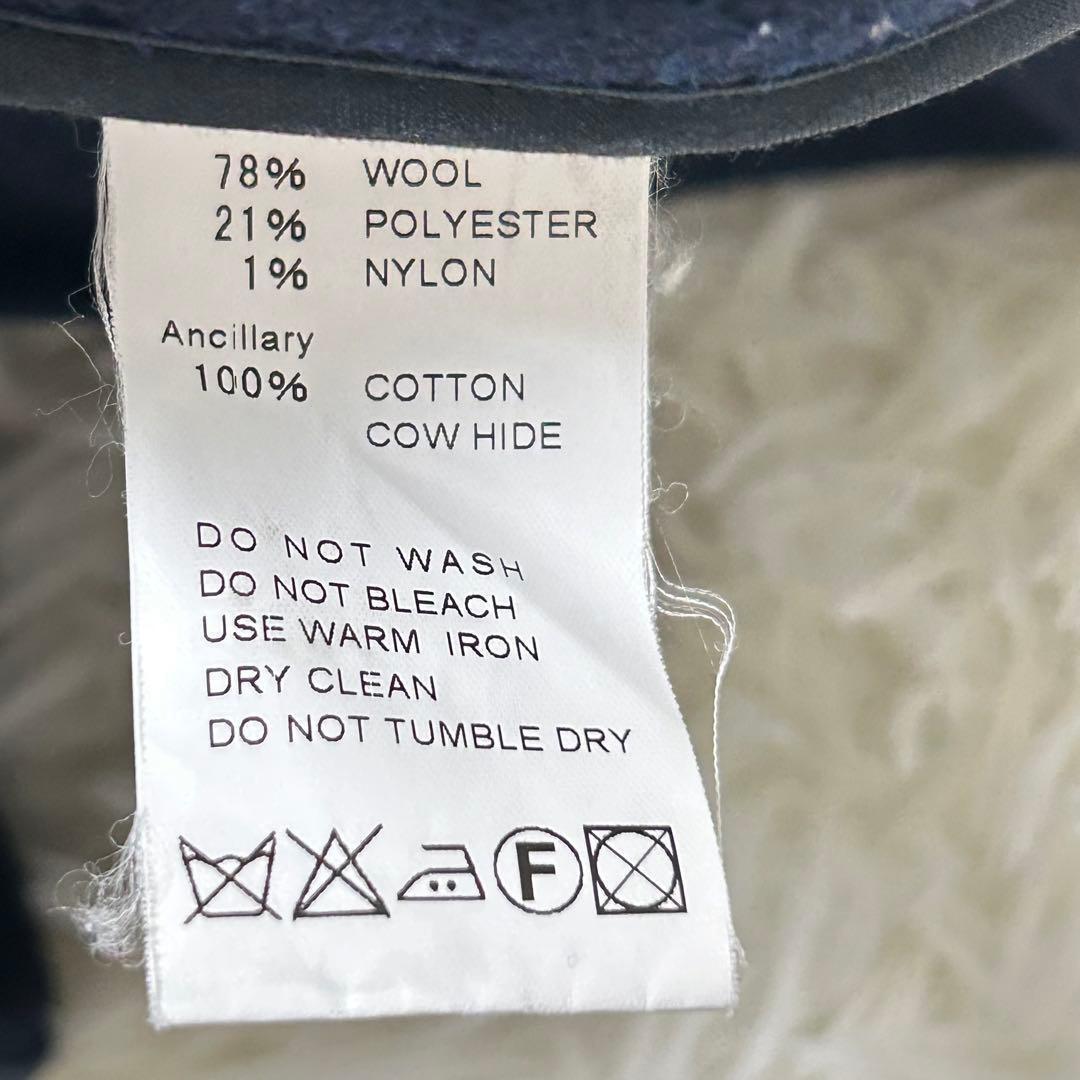 78% WOOL
21% POLYESTER
1% NYLON
Ancillary
100% COTTON
COW HIDE
DO NOT WASH
DO NOT BLEACH
USE WARM IRON
DRY CLEAN
DO NOT TUMBLE DRY
F